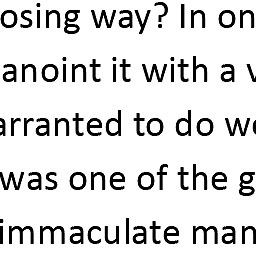 osing way? In on
anoint it with a v
arranted to do we
was one of the g
immaculate man